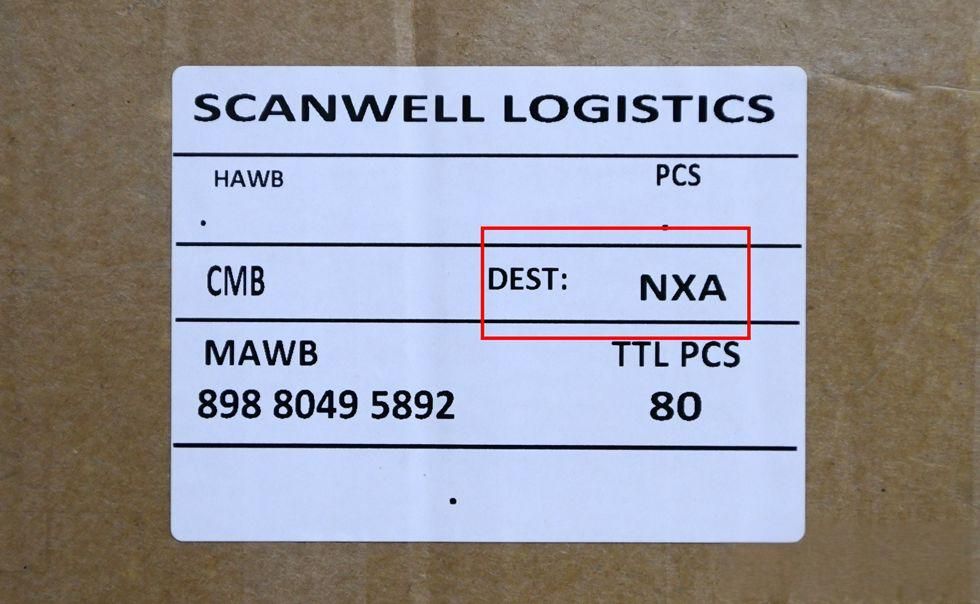 SCANWELL LOGISTICS
HAWB PCS
CMB DEST: NXA
MAWB TTL PCS
898 8049 5892 80